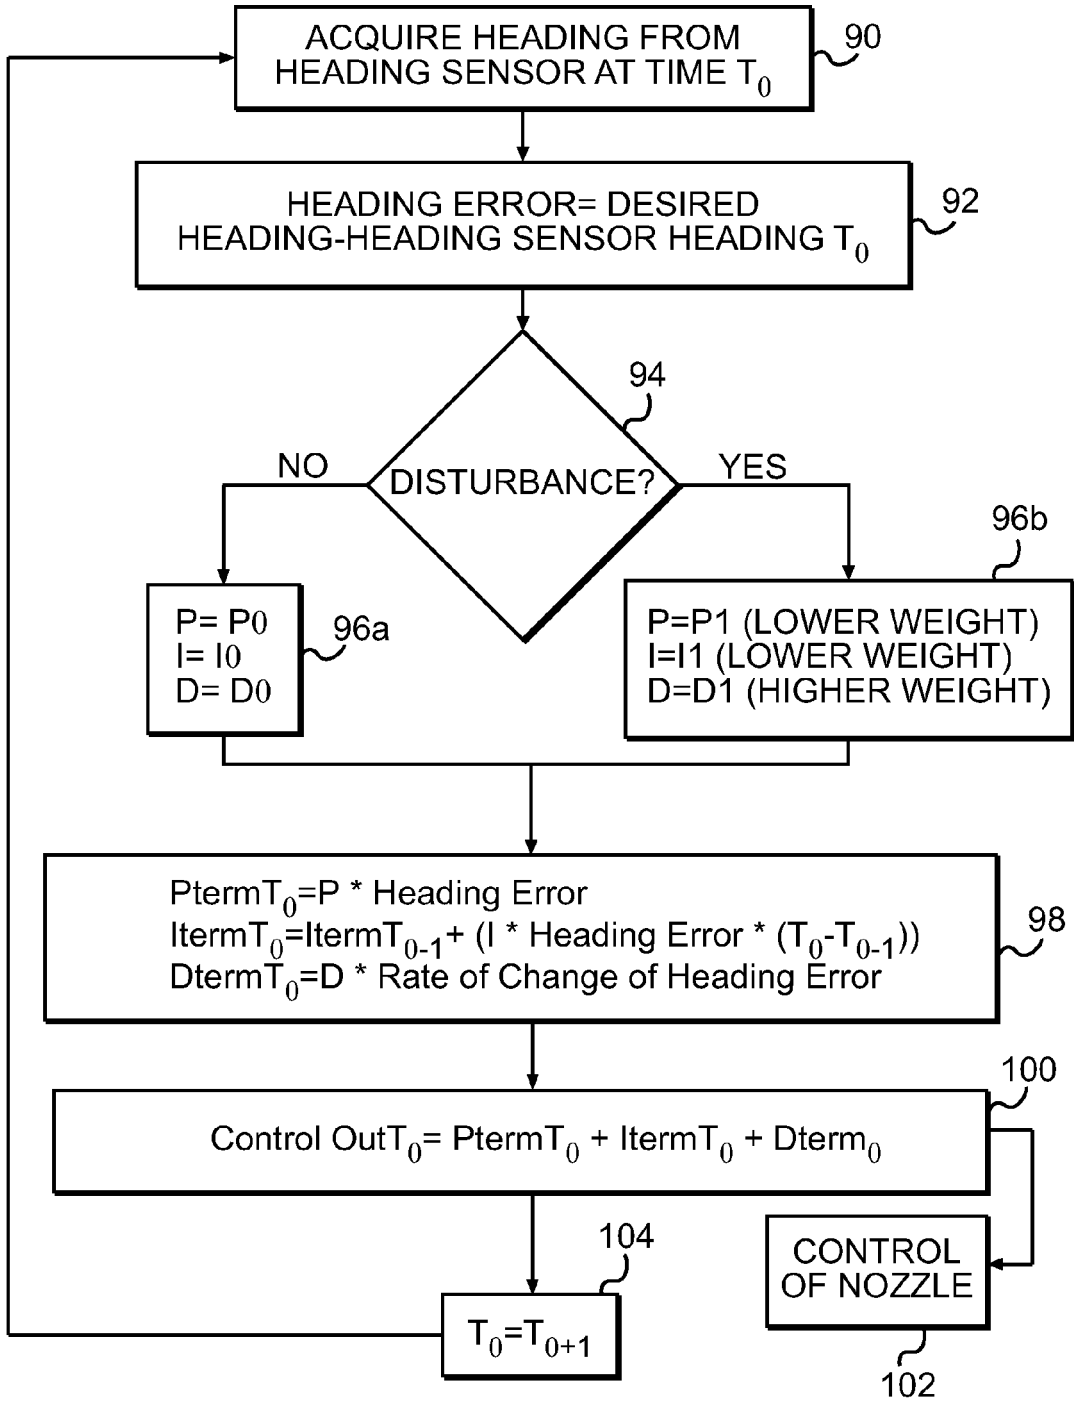 ACQUIRE HEADING FROM
HEADING SENSOR AT TIME T0
90
HEADING ERROR= DESIRED
HEADING-HEADING SENSOR HEADING T0
92
94
DISTURBANCE?
NO
YES
96b
P= P0
I= I0
D= D0
96a
P=P1 (LOWER WEIGHT)
I=I1 (LOWER WEIGHT)
D=D1 (HIGHER WEIGHT)
PtermT0=P * Heading Error
ItermT0=ItermT0-1+ (I * Heading Error * (T0-T0-1))
DtermT0=D * Rate of Change of Heading Error
98
100
Control OutT0= PtermT0 + ItermT0 + Dterm0
104
CONTROL
OF NOZZLE
T0=T0+1
102